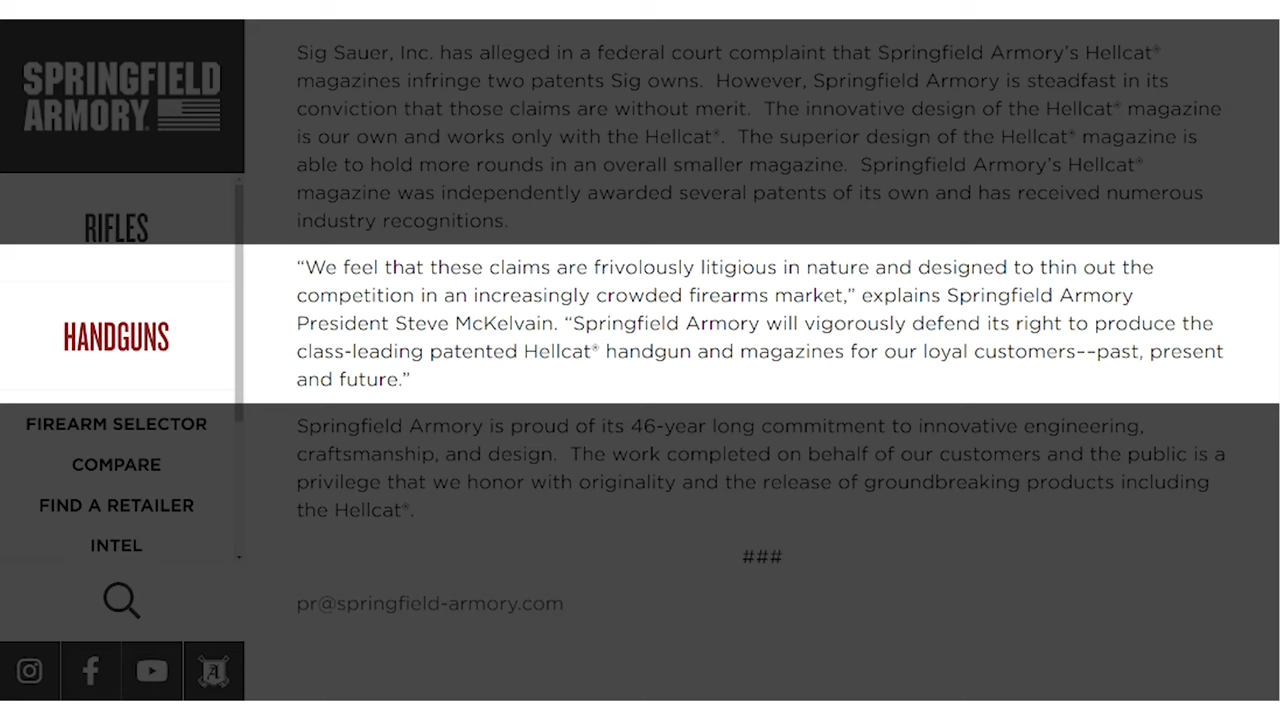 SPRINGFIELD
ARMORY.
RIFLES
HANDGUNS
FIREARM SELECTOR
COMPARE
FIND A RETAILER
INTEL
Sig Sauer, Inc. has alleged in a federal court complaint that Springfield Armory’s Hellcat®
magazines infringe two patents Sig owns.  However, Springfield Armory is steadfast in its
conviction that those claims are without merit.  The innovative design of the Hellcat® magazine
is our own and works only with the Hellcat®.  The superior design of the Hellcat® magazine is
able to hold more rounds in an overall smaller magazine.  Springfield Armory’s Hellcat®
magazine was independently awarded several patents of its own and has received numerous
industry recognitions.
“We feel that these claims are frivolously litigious in nature and designed to thin out the
competition in an increasingly crowded firearms market,” explains Springfield Armory
President Steve McKelvain. “Springfield Armory will vigorously defend its right to produce the
class-leading patented Hellcat® handgun and magazines for our loyal customers––past, present
and future.”
Springfield Armory is proud of its 46-year long commitment to innovative engineering,
craftsmanship, and design.  The work completed on behalf of our customers and the public is a
privilege that we honor with originality and the release of groundbreaking products including
the Hellcat®.
###
pr@springfield-armory.com